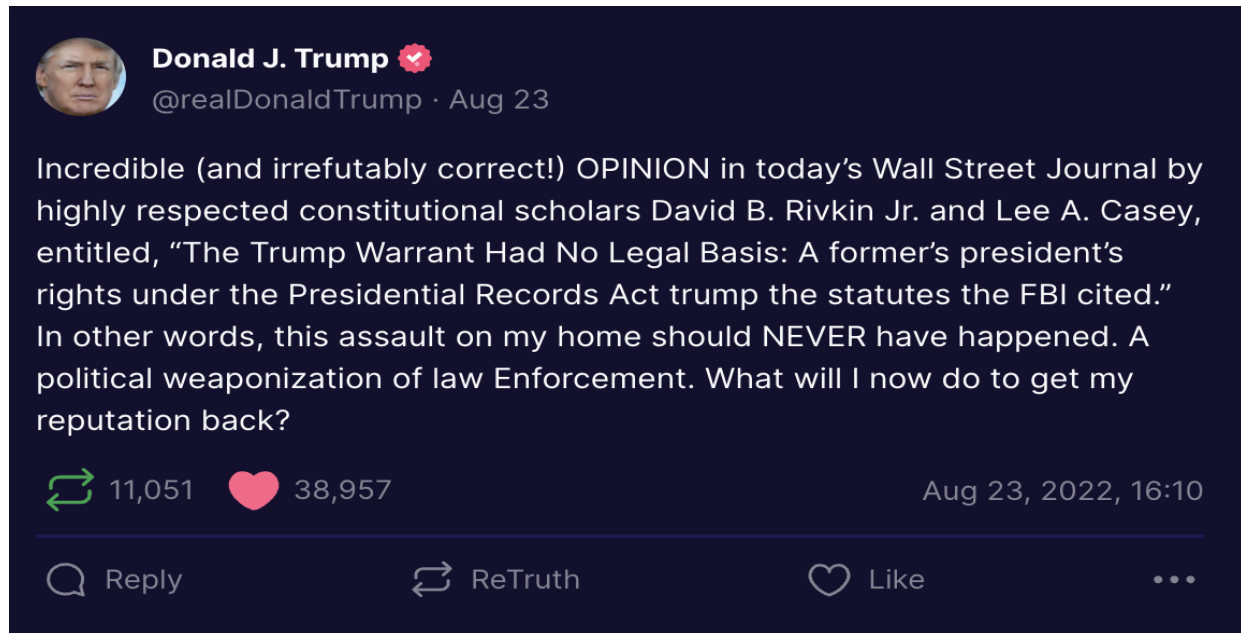 Donald J. Trump
@realDonaldTrump · Aug 23
Incredible (and irrefutably correct!) OPINION in today’s Wall Street Journal by
highly respected constitutional scholars David B. Rivkin Jr. and Lee A. Casey,
entitled, “The Trump Warrant Had No Legal Basis: A former’s president’s
rights under the Presidential Records Act trump the statutes the FBI cited.”
In other words, this assault on my home should NEVER have happened. A
political weaponization of law Enforcement. What will I now do to get my
reputation back?
11,051 38,957 Aug 23, 2022, 16:10
Reply ReTruth Like